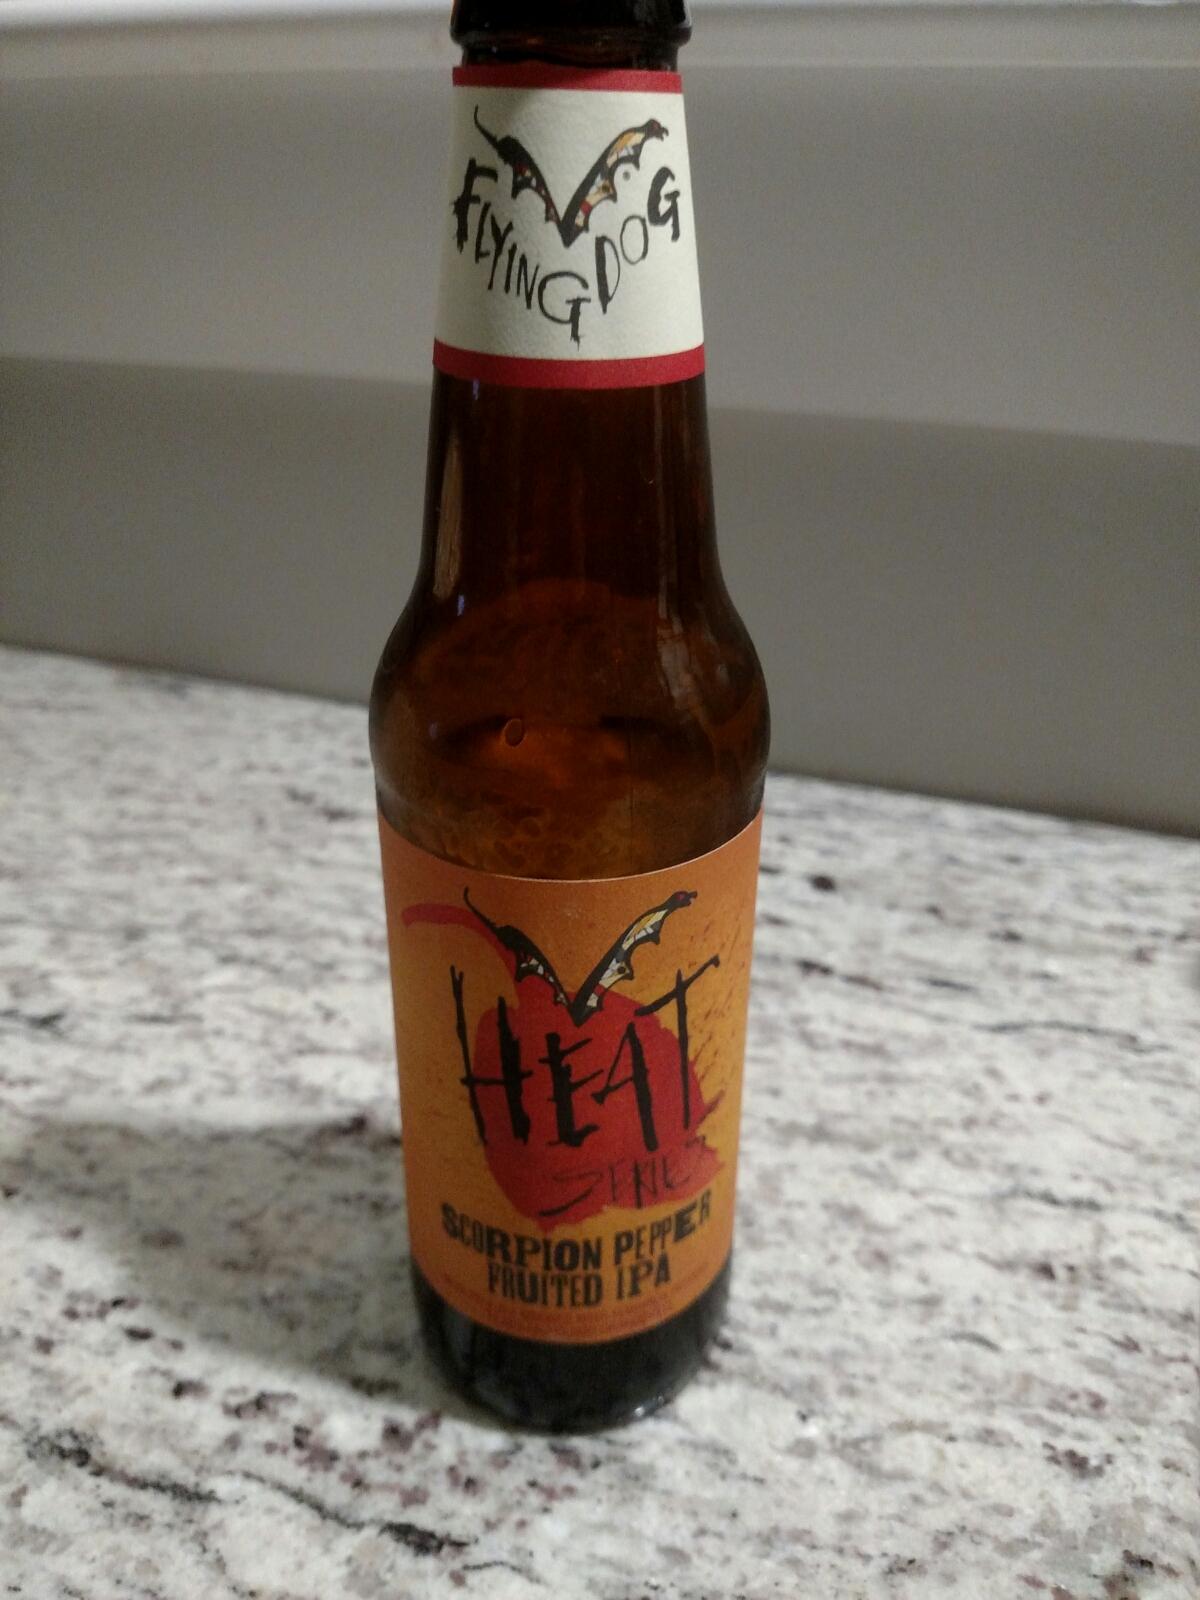 FLYING DOG
HEAT
SERIES
SCORPION PEPPER
FRUITED IPA